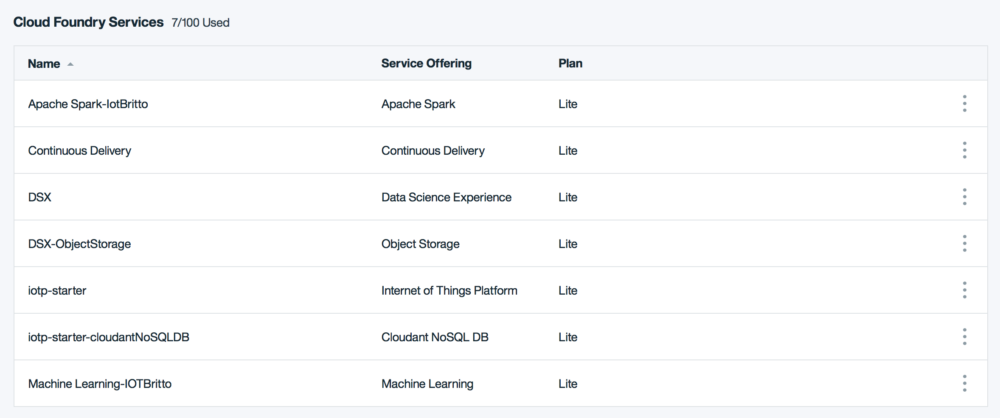 Cloud Foundry Services 7/100 Used
Name Service Offering Plan
Apache Spark-IotBritto Apache Spark Lite
Continuous Delivery Continuous Delivery Lite
DSX Data Science Experience Lite
DSX-ObjectStorage Object Storage Lite
iotp-starter Internet of Things Platform Lite
iotp-starter-cloudantNoSQLDB Cloudant NoSQL DB Lite
Machine Learning-IOTBritto Machine Learning Lite